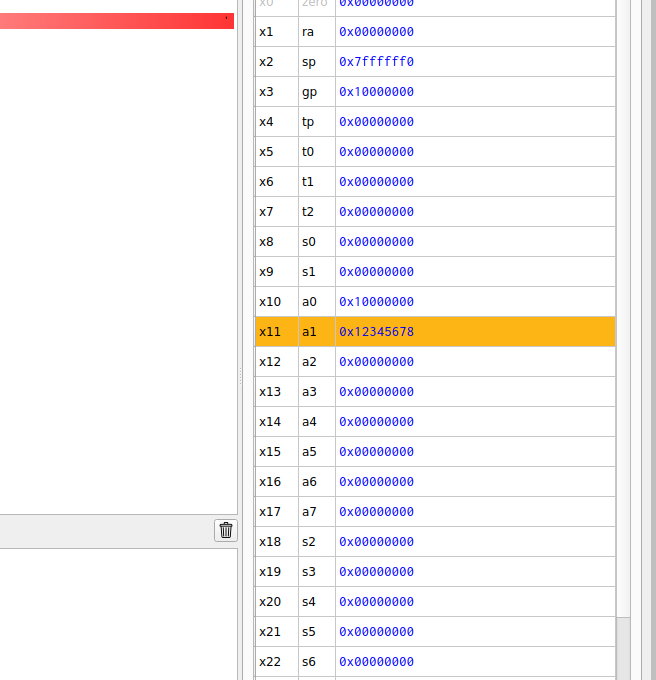 x0 zero 0x00000000
x1 ra 0x00000000
x2 sp 0x7ffffff0
x3 gp 0x10000000
x4 tp 0x00000000
x5 t0 0x00000000
x6 t1 0x00000000
x7 t2 0x00000000
x8 s0 0x00000000
x9 s1 0x00000000
x10 a0 0x10000000
x11 a1 0x12345678
x12 a2 0x00000000
x13 a3 0x00000000
x14 a4 0x00000000
x15 a5 0x00000000
x16 a6 0x00000000
x17 a7 0x00000000
x18 s2 0x00000000
x19 s3 0x00000000
x20 s4 0x00000000
x21 s5 0x00000000
x22 s6 0x00000000